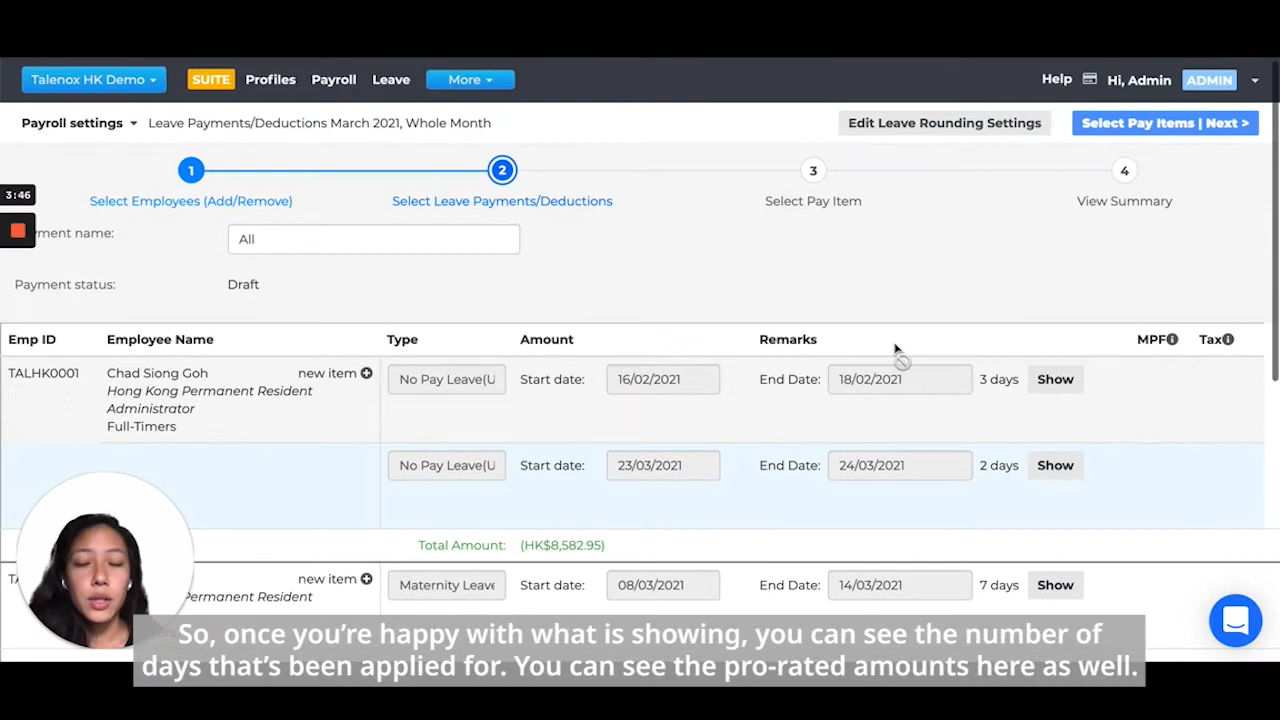 Talenox HK Demo
SUITE
Profiles
Payroll
Leave
More
Help
Hi, Admin
ADMIN
Payroll settings
Leave Payments/Deductions March 2021, Whole Month
Edit Leave Rounding Settings
Select Pay Items | Next >
1
2
3
4
3:46
Select Employees (Add/Remove)
Select Leave Payments/Deductions
Select Pay Item
View Summary
ment name:
All
Payment status:
Draft
Emp ID
Employee Name
Type
Amount
Remarks
MPF
Tax
TALHK0001
Chad Siong Goh
new item
No Pay Leave(U
Start date:
16/02/2021
End Date:
18/02/2021
3 days
Show
Hong Kong Permanent Resident
Administrator
Full-Timers
No Pay Leave(U
Start date:
23/03/2021
End Date:
24/03/2021
2 days
Show
Total Amount:
(HK$8,582.95)
new item
Maternity Leave
Start date:
08/03/2021
End Date:
14/03/2021
7 days
Show
Permanent Resident
So, once you’re happy with what is showing, you can see the number of
days that’s been applied for. You can see the pro-rated amounts here as well.